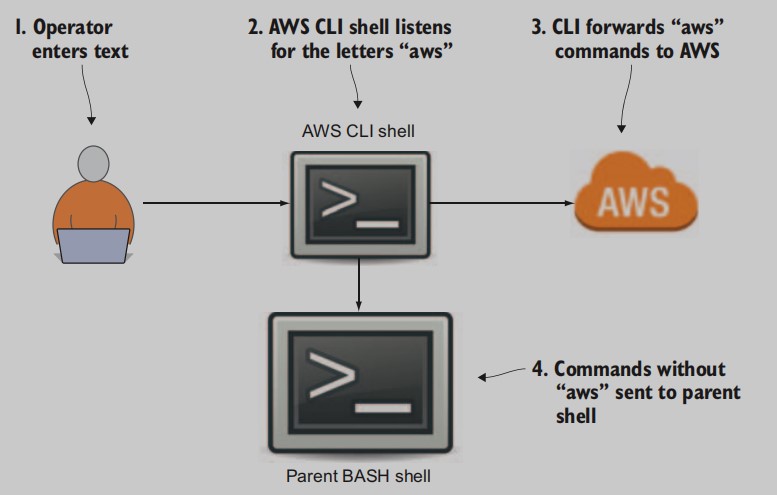 1. Operator
enters text
2. AWS CLI shell listens
for the letters “aws”
3. CLI forwards “aws”
commands to AWS
AWS CLI shell
>_
AWS
>_
4. Commands without
“aws” sent to parent
shell
Parent BASH shell